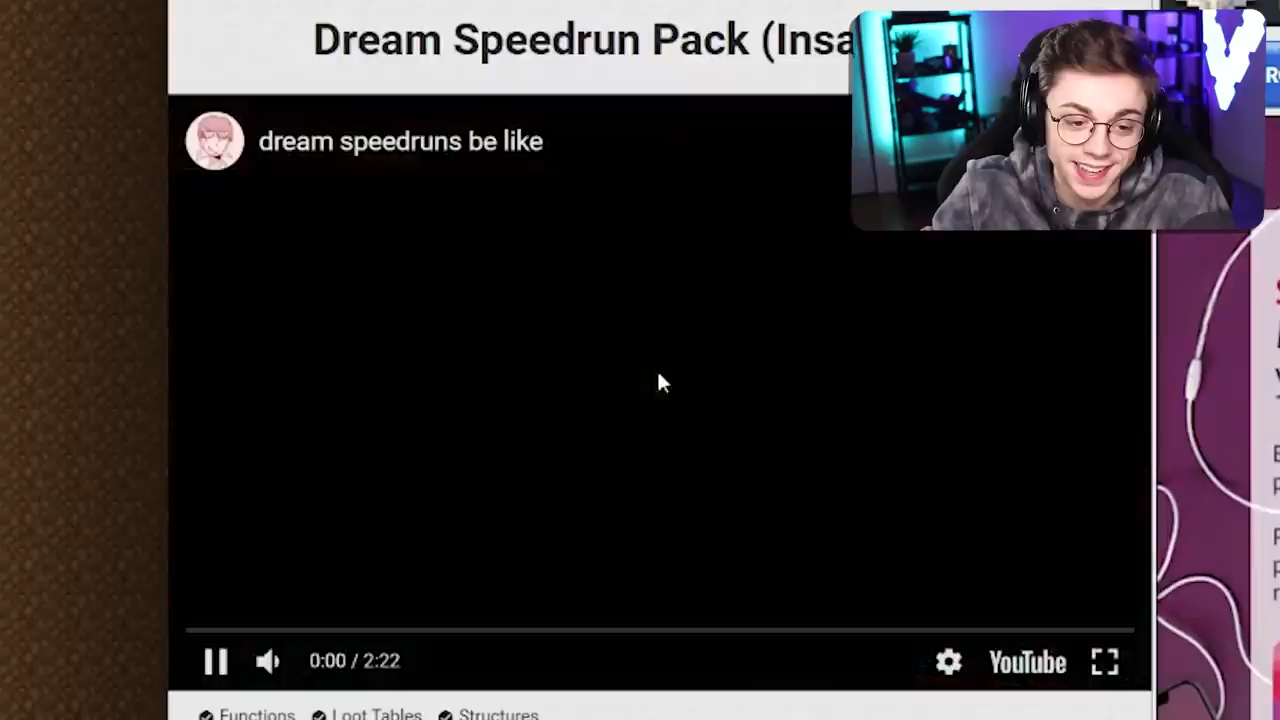 Dream Speedrun Pack (Insa
dream speedruns be like
0:00 / 2:22
YouTube
Functions Loot Tables Structures